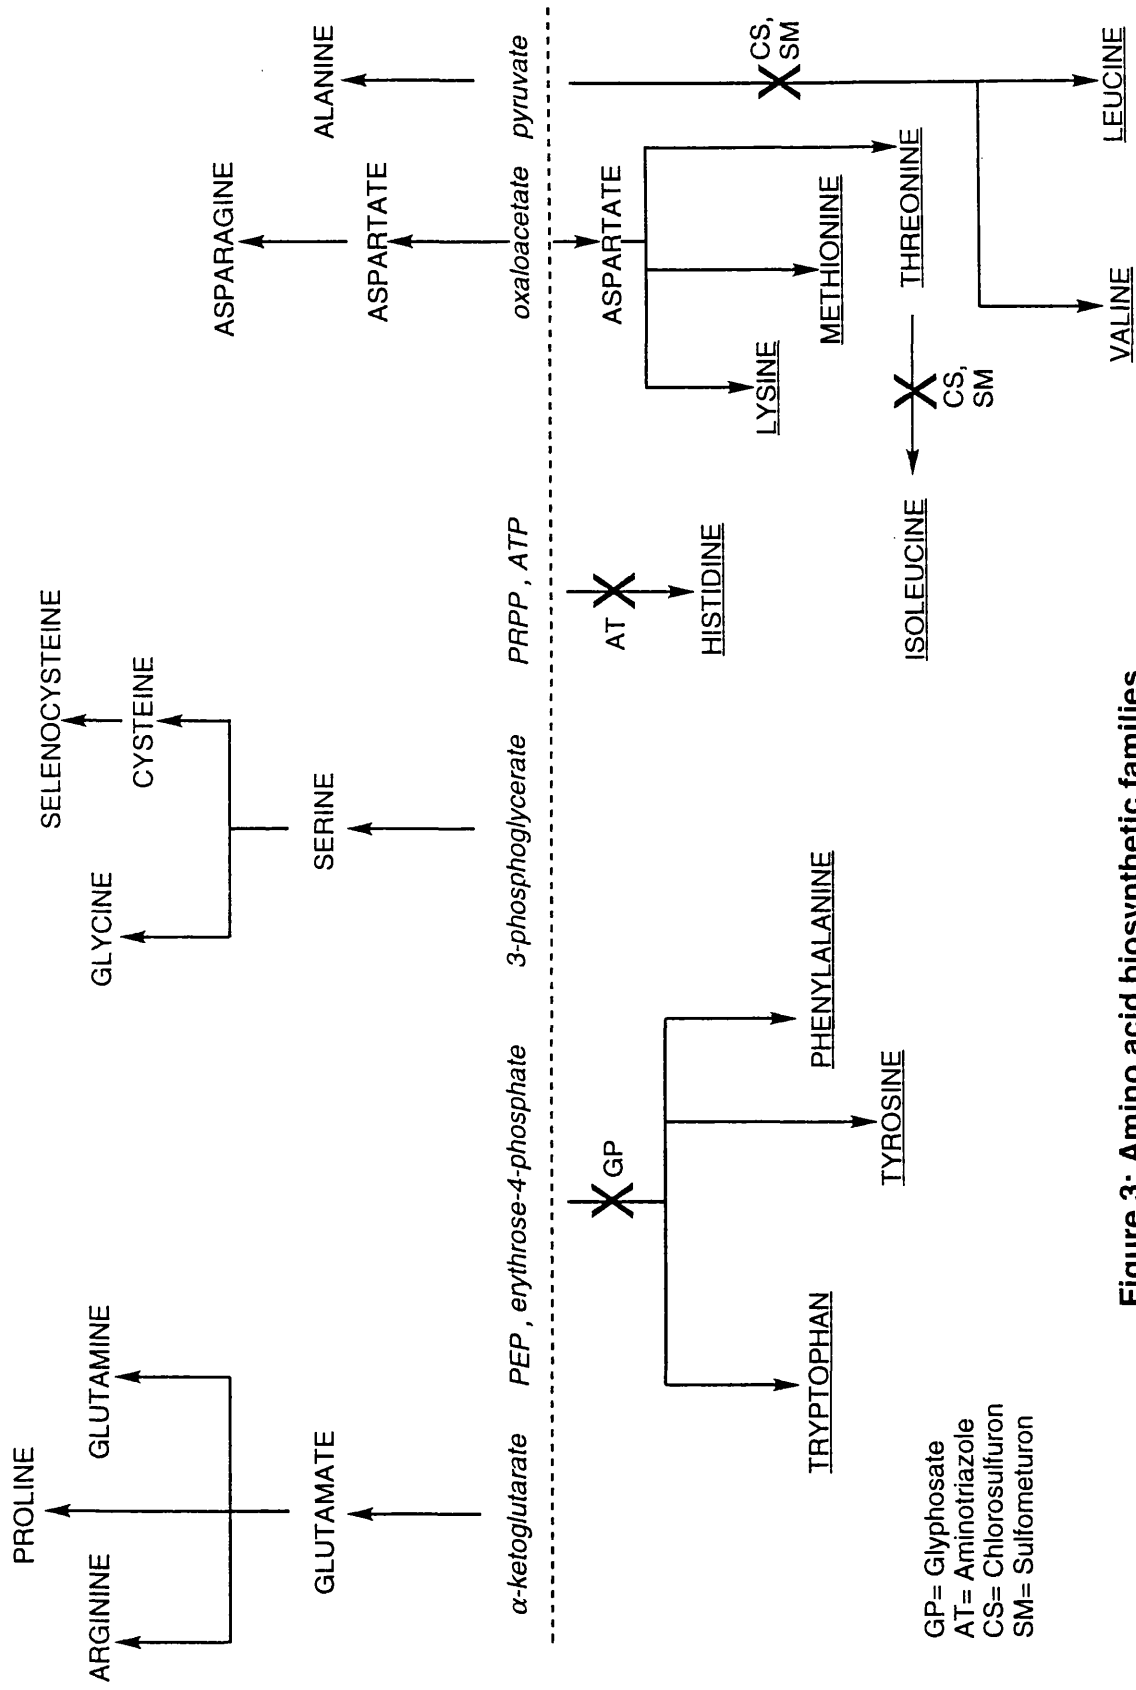 PROLINE
SELENOCYSTEINE
ARGININE
GLUTAMINE
GLYCINE
CYSTEINE
ASPARAGINE
GLUTAMATE
SERINE
ASPARTATE
ALANINE
α-ketoglutarate
PEP, erythrose-4-phosphate
3-phosphoglycerate
PRPP, ATP
oxaloacetate
pyruvate
GP
AT
ASPARTATE
CS,
SM
HISTIDINE
LYSINE
METHIONINE
TRYPTOPHAN
PHENYLALANINE
TYROSINE
ISOLEUCINE
THREONINE
CS,
SM
VALINE
LEUCINE
GP= Glyphosate
AT= Aminotriazole
CS= Chlorosulfuron
SM= Sulfometuron
Figure 3: Amino acid biosynthetic families